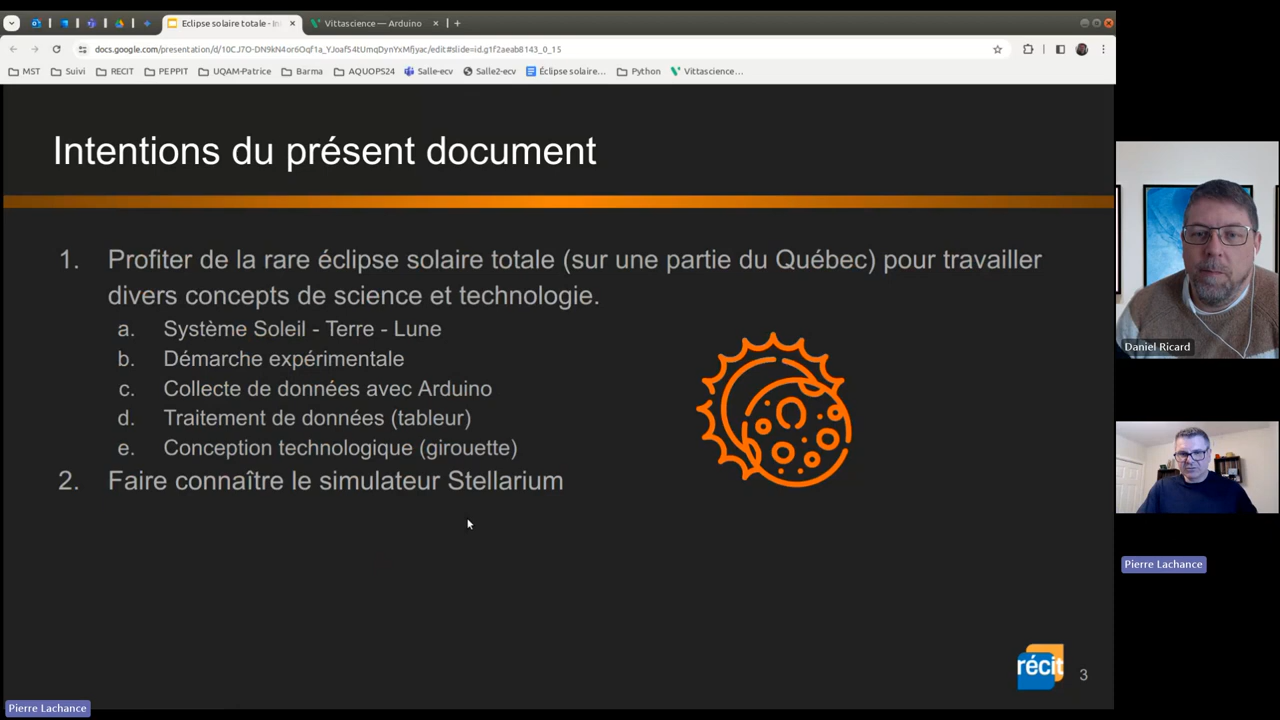 Eclipse solaire totale - in
Vittascience — Arduino
docs.google.com/presentation/d/10CJ7O-DN9kN4or6Oqf1a_YJoaf54tUmqDynYxMfjyac/edit#slide=id.g1f2aeab8143_0_15
MST Suivi RECIT PEPPIT UQAM-Patrice Barma AQUOPS24 Salle-ecv Salle2-ecv Éclipse solaire… Python Vittascience…
Intentions du présent document
1. Profiter de la rare éclipse solaire totale (sur une partie du Québec) pour travailler
divers concepts de science et technologie.
a. Système Soleil - Terre - Lune
b. Démarche expérimentale
c. Collecte de données avec Arduino
d. Traitement de données (tableur)
e. Conception technologique (girouette)
2. Faire connaître le simulateur Stellarium
récit
3
Daniel Ricard
Pierre Lachance
Pierre Lachance